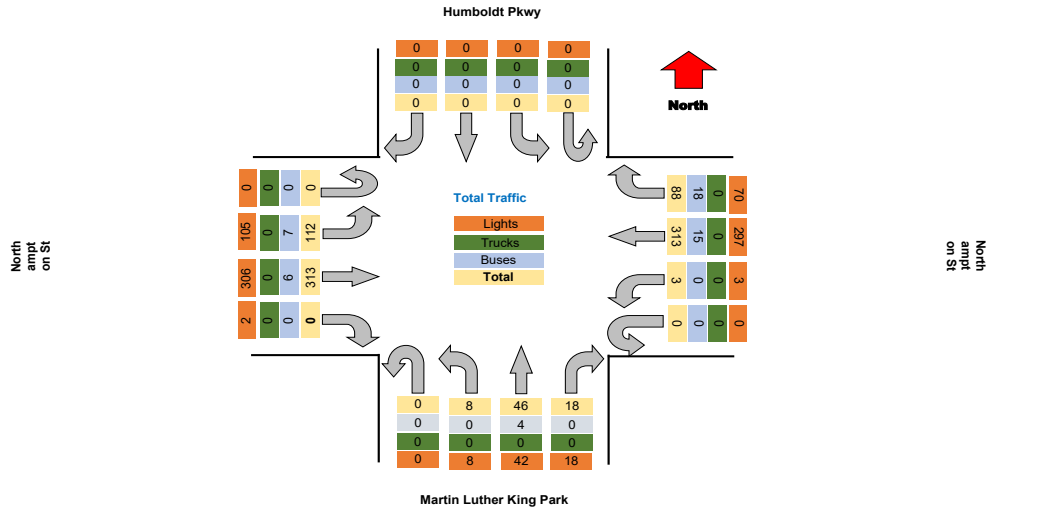 Humboldt Pkwy
0 0 0 0
0 0 0 0
0 0 0 0
0 0 0 0
North
North
ampt
on St
0 0 0 0
105 0 7 112
306 0 6 313
2 0 0 0
Total Traffic
Lights
Trucks
Buses
Total
88 18 0 70
313 15 0 297
3 0 0 3
0 0 0 0
North
ampt
on St
0 8 46 18
0 0 4 0
0 0 0 0
0 8 42 18
Martin Luther King Park